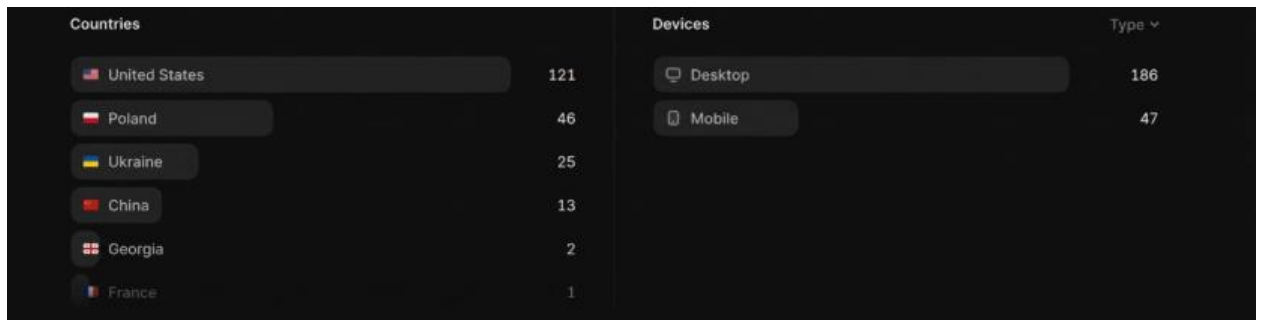 Countries
United States 121
Poland 46
Ukraine 25
China 13
Georgia 2
France 1
Devices Type
Desktop 186
Mobile 47